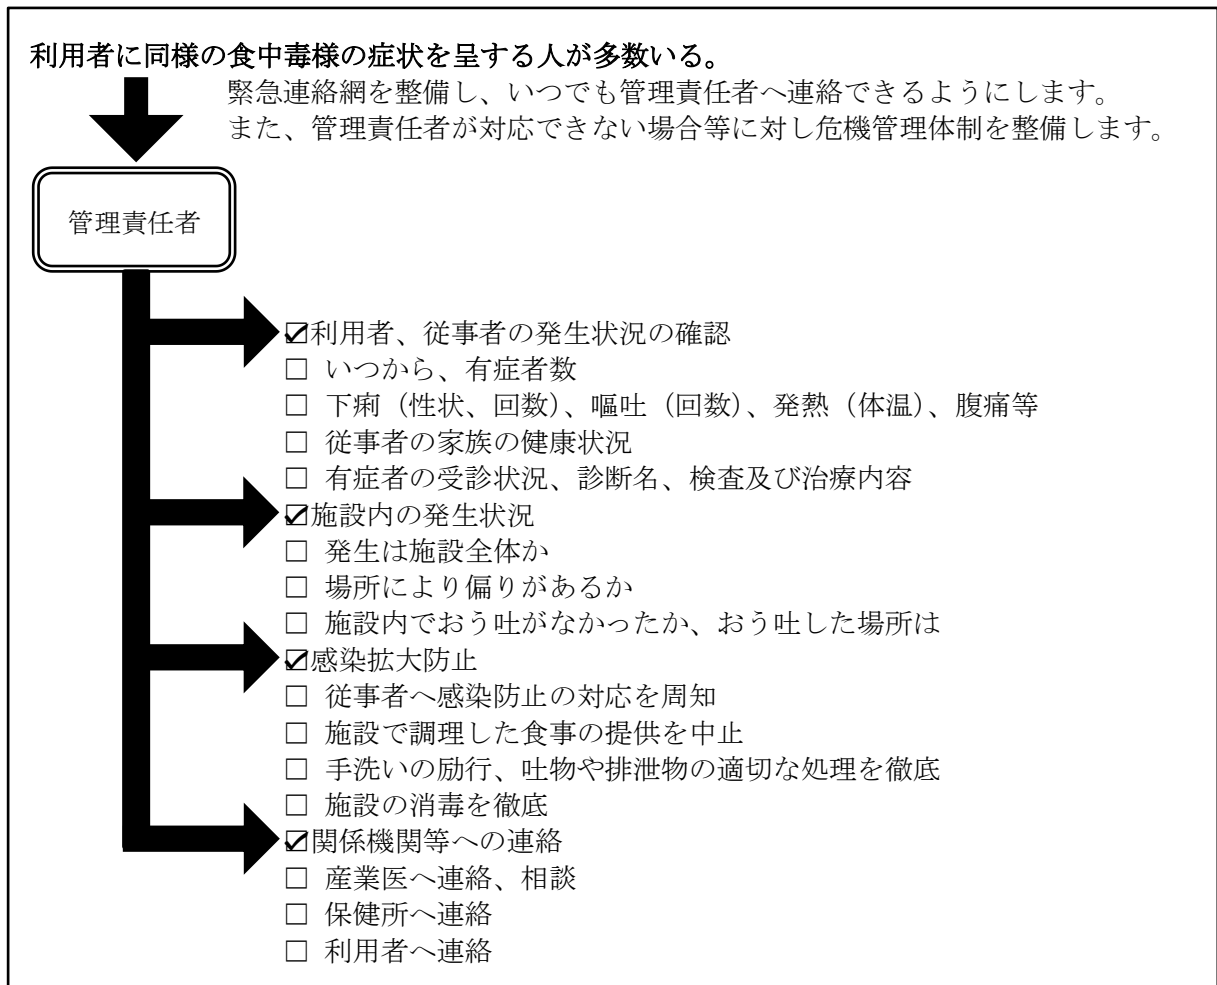 利用者に同様の食中毒様の症状を呈する人が多数いる。
緊急連絡網を整備し、いつでも管理責任者へ連絡できるようにします。
また、管理責任者が対応できない場合等に対し危機管理体制を整備します。
管理責任者
☑利用者、従事者の発生状況の確認
□ いつから、有症者数
□ 下痢（性状、回数）、嘔吐（回数）、発熱（体温）、腹痛等
□ 従事者の家族の健康状況
□ 有症者の受診状況、診断名、検査及び治療内容
☑施設内の発生状況
□ 発生は施設全体か
□ 場所により偏りがあるか
□ 施設内でおう吐がなかったか、おう吐した場所は
☑感染拡大防止
□ 従事者へ感染防止の対応を周知
□ 施設で調理した食事の提供を中止
□ 手洗いの励行、吐物や排泄物の適切な処理を徹底
□ 施設の消毒を徹底
☑関係機関等への連絡
□ 産業医へ連絡、相談
□ 保健所へ連絡
□ 利用者へ連絡